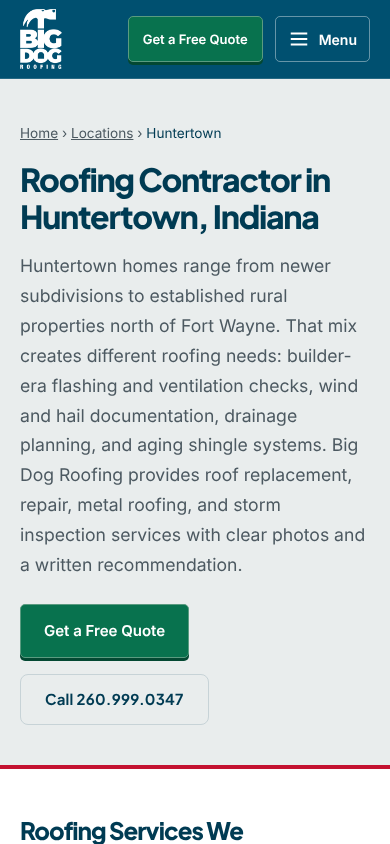 BIG
DOG
ROOFING
Get a Free Quote
Menu
Home › Locations › Huntertown
Roofing Contractor in
Huntertown, Indiana
Huntertown homes range from newer
subdivisions to established rural
properties north of Fort Wayne. That mix
creates different roofing needs: builder-
era flashing and ventilation checks, wind
and hail documentation, drainage
planning, and aging shingle systems. Big
Dog Roofing provides roof replacement,
repair, metal roofing, and storm
inspection services with clear photos and
a written recommendation.
Get a Free Quote
Call 260.999.0347
Roofing Services We